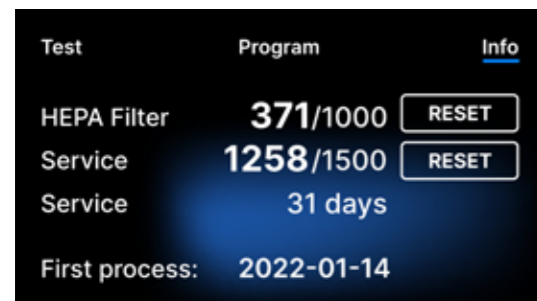 Test Program Info
HEPA Filter 371/1000 RESET
Service 1258/1500 RESET
Service 31 days
First process: 2022-01-14